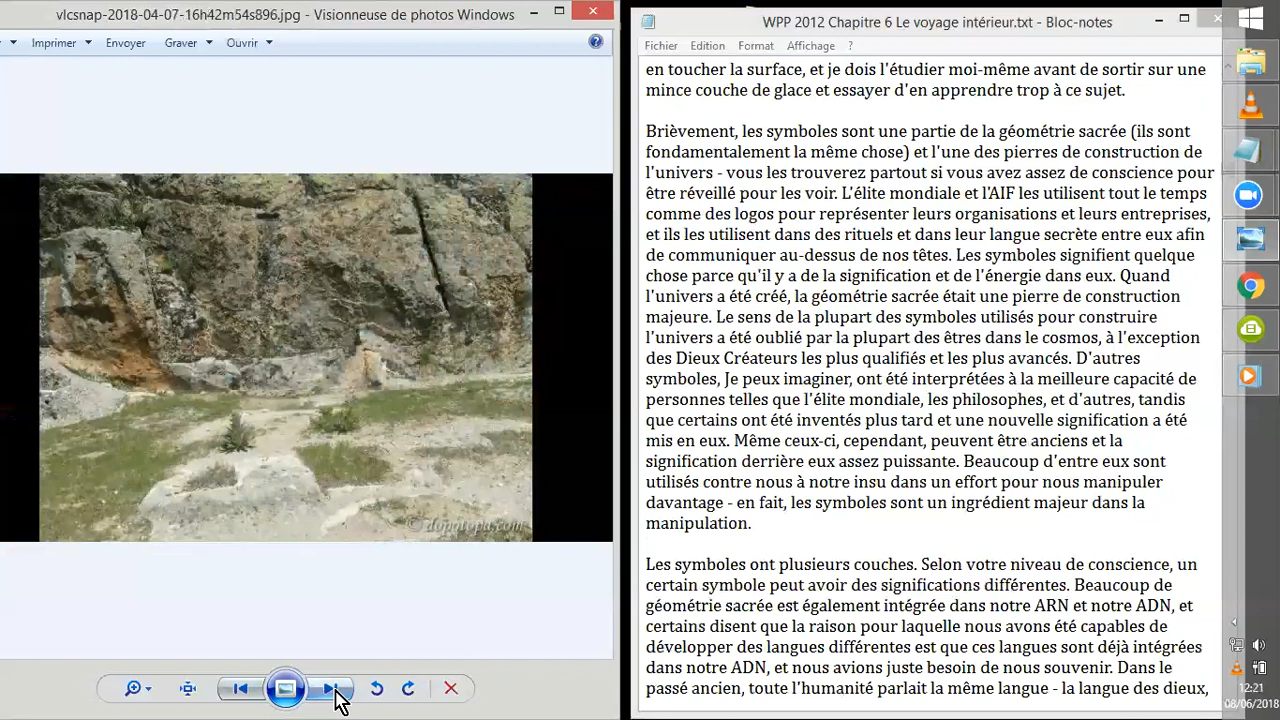 vlcsnap-2018-04-07-16h42m54s896.jpg - Visionneuse de photos Windows
Imprimer Envoyer Graver Ouvrir
© dopotopa.com
WPP 2012 Chapitre 6 Le voyage intérieur.txt - Bloc-notes
Fichier Edition Format Affichage ?
en toucher la surface, et je dois l'étudier moi-même avant de sortir sur une
mince couche de glace et essayer d'en apprendre trop à ce sujet.
Brièvement, les symboles sont une partie de la géométrie sacrée (ils sont
fondamentalement la même chose) et l'une des pierres de construction de
l'univers - vous les trouverez partout si vous avez assez de conscience pour
être réveillé pour les voir. L'élite mondiale et l'AIF les utilisent tout le temps
comme des logos pour représenter leurs organisations et leurs entreprises,
et ils les utilisent dans des rituels et dans leur langue secrète entre eux afin
de communiquer au-dessus de nos têtes. Les symboles signifient quelque
chose parce qu'il y a de la signification et de l'énergie dans eux. Quand
l'univers a été créé, la géométrie sacrée était une pierre de construction
majeure. Le sens de la plupart des symboles utilisés pour construire
l'univers a été oublié par la plupart des êtres dans le cosmos, à l'exception
des Dieux Créateurs les plus qualifiés et les plus avancés. D'autres
symboles, Je peux imaginer, ont été interprétées à la meilleure capacité de
personnes telles que l'élite mondiale, les philosophes, et d'autres, tandis
que certains ont été inventés plus tard et une nouvelle signification a été
mis en eux. Même ceux-ci, cependant, peuvent être anciens et la
signification derrière eux assez puissante. Beaucoup d'entre eux sont
utilisés contre nous à notre insu dans un effort pour nous manipuler
davantage - en fait, les symboles sont un ingrédient majeur dans la
manipulation.
Les symboles ont plusieurs couches. Selon votre niveau de conscience, un
certain symbole peut avoir des significations différentes. Beaucoup de
géométrie sacrée est également intégrée dans notre ARN et notre ADN, et
certains disent que la raison pour laquelle nous avons été capables de
développer des langues différentes est que ces langues sont déjà intégrées
dans notre ADN, et nous avions juste besoin de nous souvenir. Dans le
passé ancien, toute l'humanité parlait la même langue - la langue des dieux,
12:21
08/06/2018